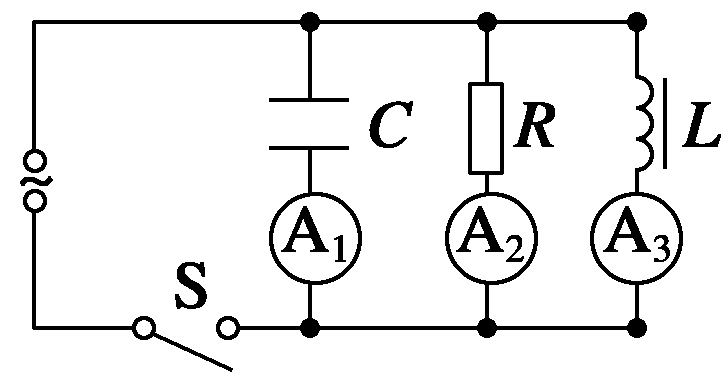 C R L
A₁ A₂ A₃
~
S